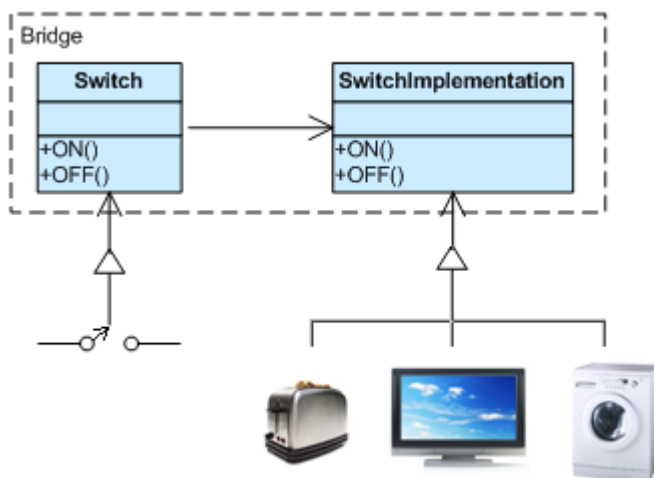 Bridge
Switch
+ON()
+OFF()
SwitchImplementation
+ON()
+OFF()